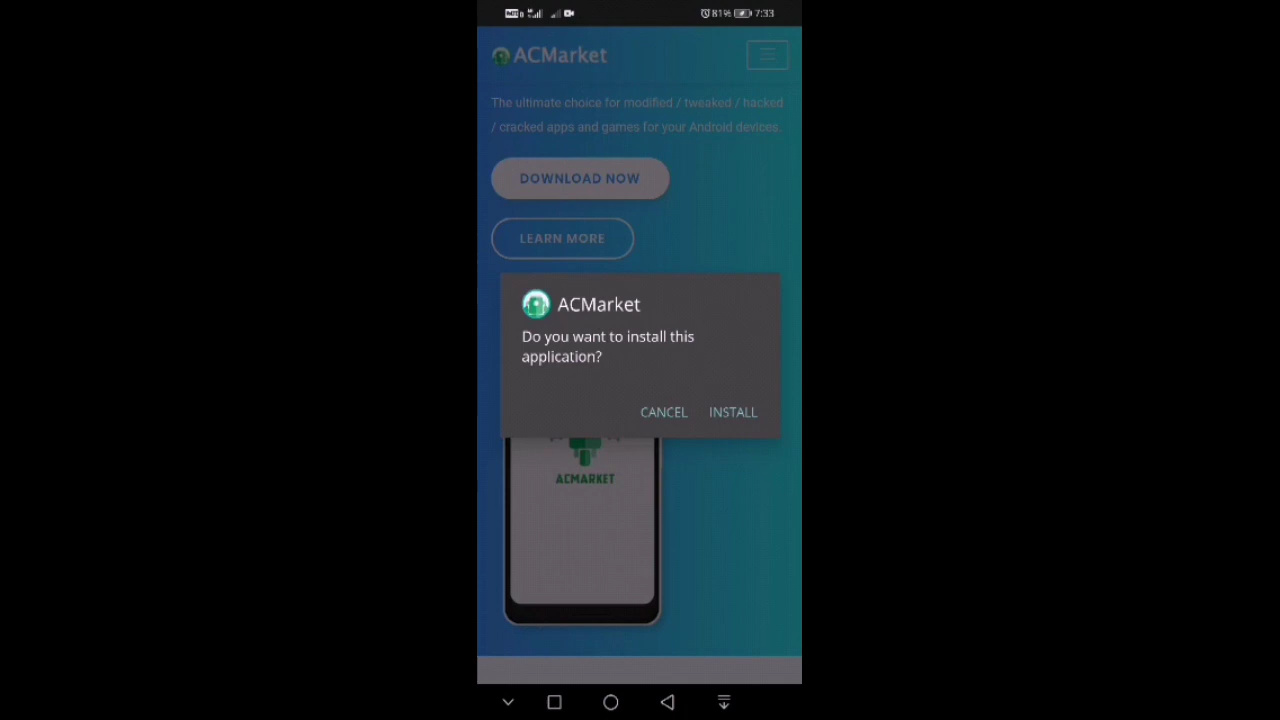 81% 7:33
ACMarket
The ultimate choice for modified / tweaked / hacked
/ cracked apps and games for your Android devices.
DOWNLOAD NOW
LEARN MORE
ACMarket
Do you want to install this
application?
CANCEL INSTALL
ACMARKET